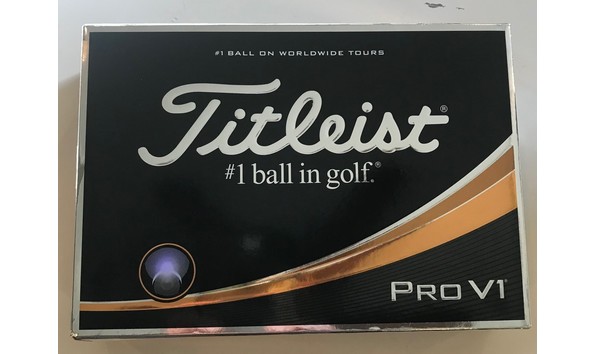 #1 BALL ON WORLDWIDE TOURS
Titleist®
#1 ball in golf.®
PRO V1®